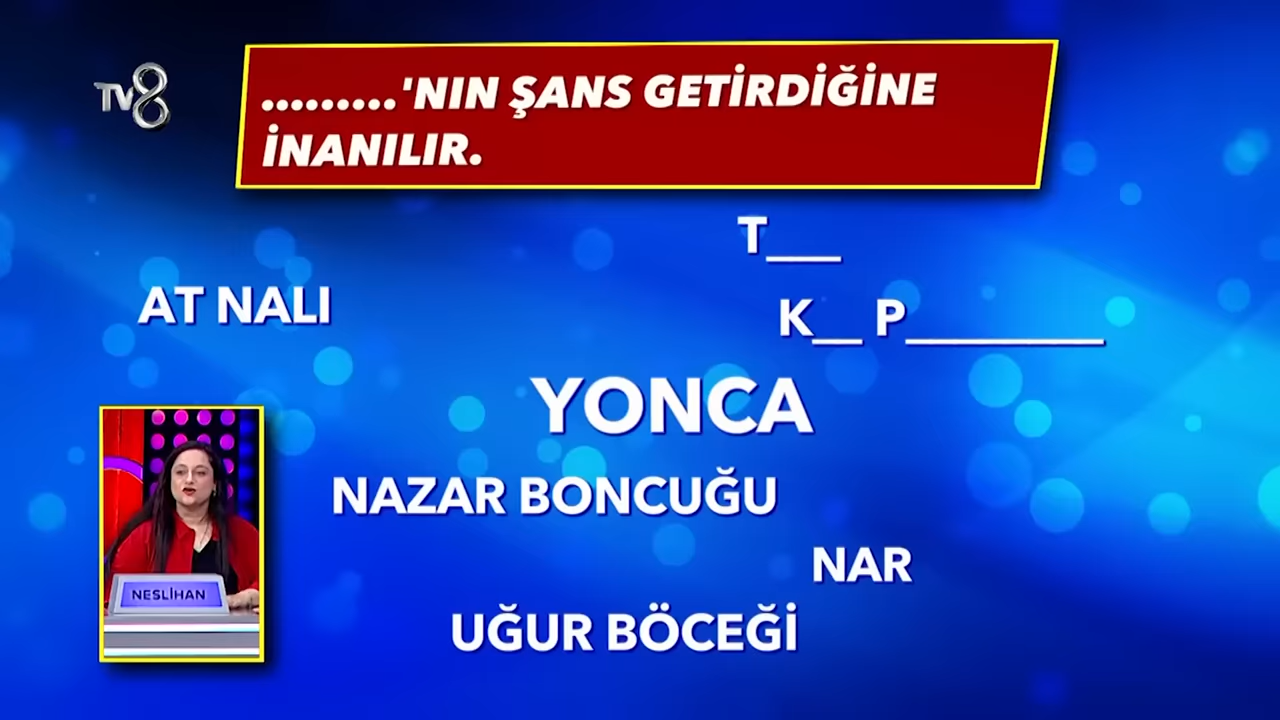 TV8
.........'NIN ŞANS GETİRDİĞİNE
İNANILIR.
T___
AT NALI
K__ P________
YONCA
NAZAR BONCUĞU
NESLİHAN
NAR
UĞUR BÖCEĞİ